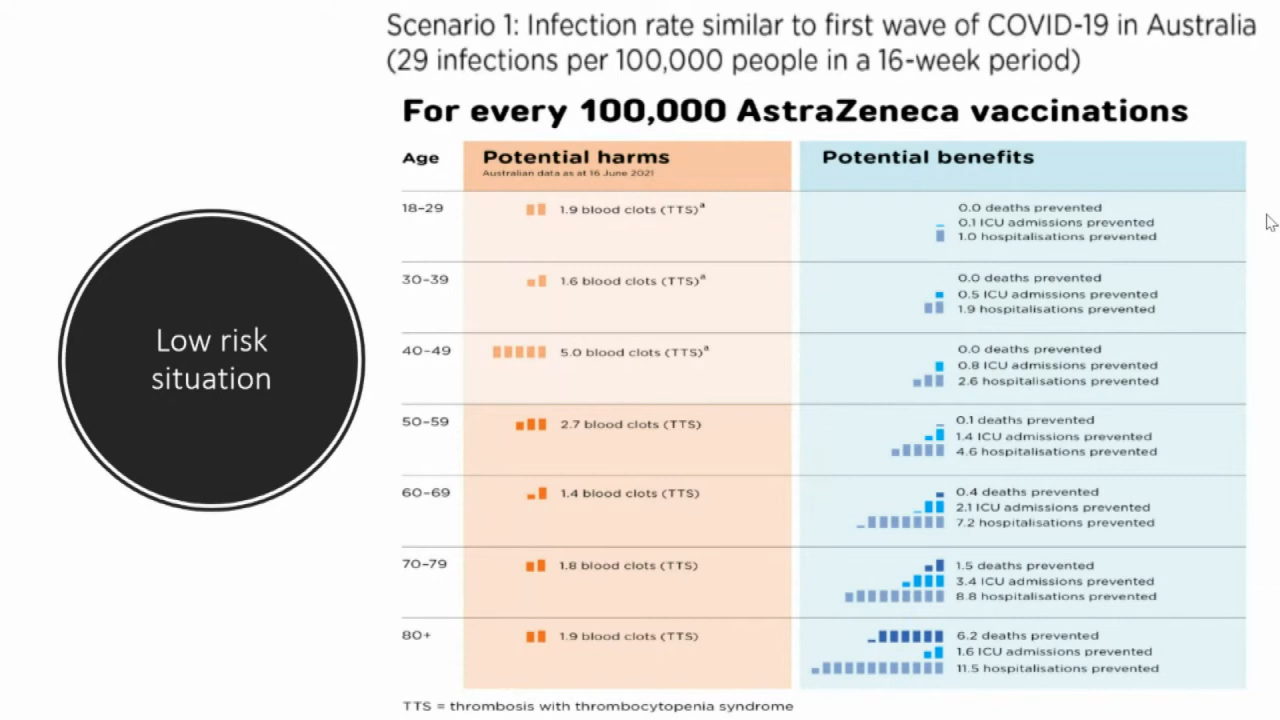 Scenario 1: Infection rate similar to first wave of COVID-19 in Australia
(29 infections per 100,000 people in a 16-week period)
For every 100,000 AstraZeneca vaccinations
Age
Potential harms
Australian data as at 16 June 2021
Potential benefits
Low risk
situation
18–29
1.9 blood clots (TTS)ª
0.0 deaths prevented
0.1 ICU admissions prevented
1.0 hospitalisations prevented
30–39
1.6 blood clots (TTS)ª
0.0 deaths prevented
0.5 ICU admissions prevented
1.9 hospitalisations prevented
40–49
5.0 blood clots (TTS)ª
0.0 deaths prevented
0.8 ICU admissions prevented
2.6 hospitalisations prevented
50–59
2.7 blood clots (TTS)
0.1 deaths prevented
1.4 ICU admissions prevented
4.6 hospitalisations prevented
60–69
1.4 blood clots (TTS)
0.4 deaths prevented
2.1 ICU admissions prevented
7.2 hospitalisations prevented
70–79
1.8 blood clots (TTS)
1.5 deaths prevented
3.4 ICU admissions prevented
8.8 hospitalisations prevented
80+
1.9 blood clots (TTS)
6.2 deaths prevented
1.6 ICU admissions prevented
11.5 hospitalisations prevented
TTS = thrombosis with thrombocytopenia syndrome